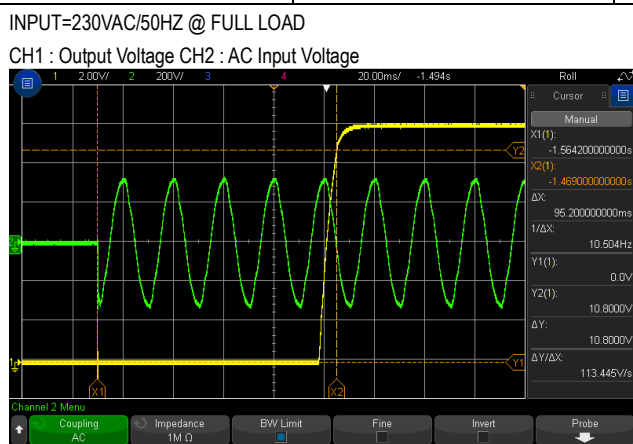 INPUT=230VAC/50HZ @ FULL LOAD
CH1 : Output Voltage CH2 : AC Input Voltage
1 2.00V/ 2 200V/ 3 4 20.00ms/ -1.494s Roll
Cursor
Manual
X1(1):
-1.564200000000s
X2(1):
-1.469000000000s
ΔX:
95.200000000ms
1/ΔX:
10.504Hz
Y1(1):
0.0V
Y2(1):
10.8000V
ΔY:
10.8000V
ΔY/ΔX:
113.445V/s
Y2
2
1
Y1
X1 X2
Channel 2 Menu
Coupling Impedance BW Limit Fine Invert Probe
AC 1M Ω